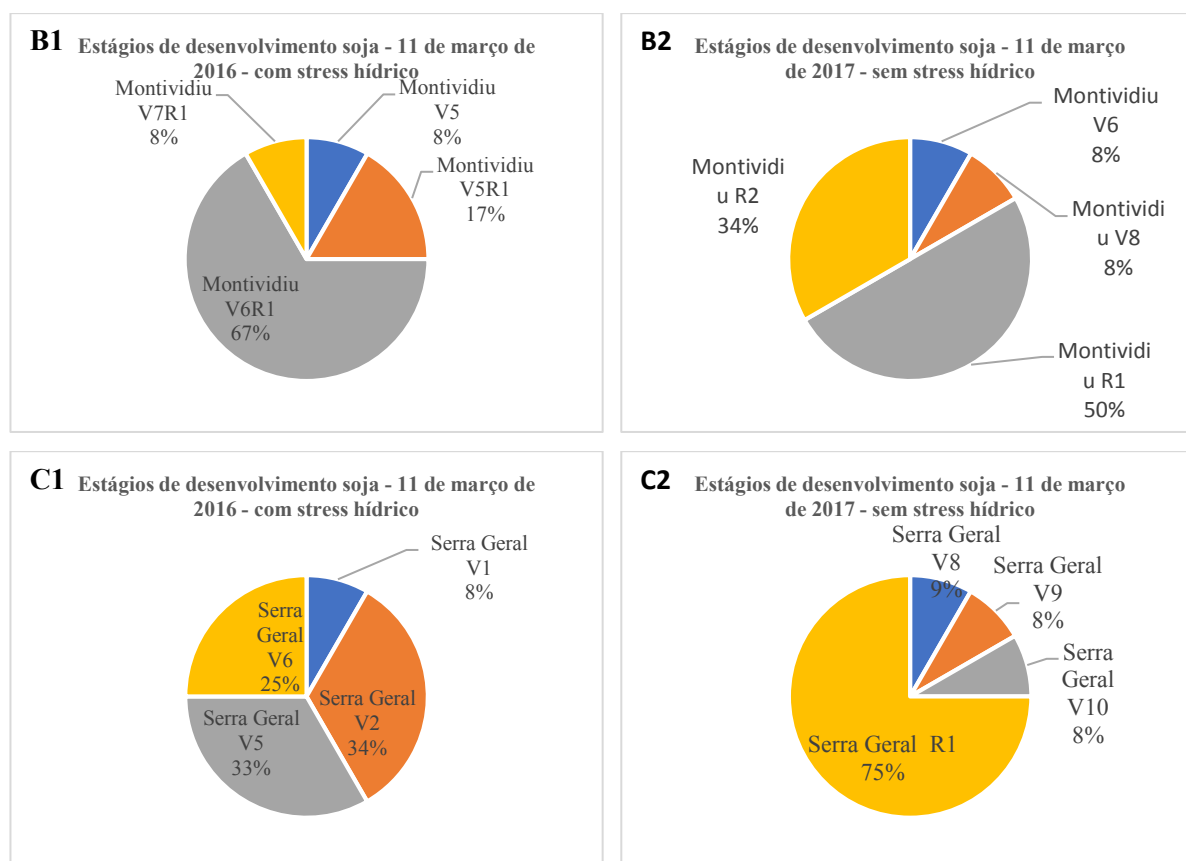 B1 Estágios de desenvolvimento soja - 11 de março de
2016 - com stress hídrico
Montividiu
V7R1
8%
Montividiu
V5
8%
Montividiu
V5R1
17%
Montividiu
V6R1
67%
B2 Estágios de desenvolvimento soja - 11 de março
de 2017 - sem stress hídrico
Montividiu
V6
8%
Montividi
u V8
8%
Montividi
u R2
34%
Montividi
u R1
50%
C1 Estágios de desenvolvimento soja - 11 de março de
2016 - com stress hídrico
Serra Geral
V1
8%
Serra
Geral
V6
25%
Serra Geral
V2
34%
Serra Geral
V5
33%
C2 Estágios de desenvolvimento soja - 11 de março
de 2017 - sem stress hídrico
Serra Geral
V8
9%
Serra Geral
V9
8%
Serra
Geral
V10
8%
Serra Geral R1
75%